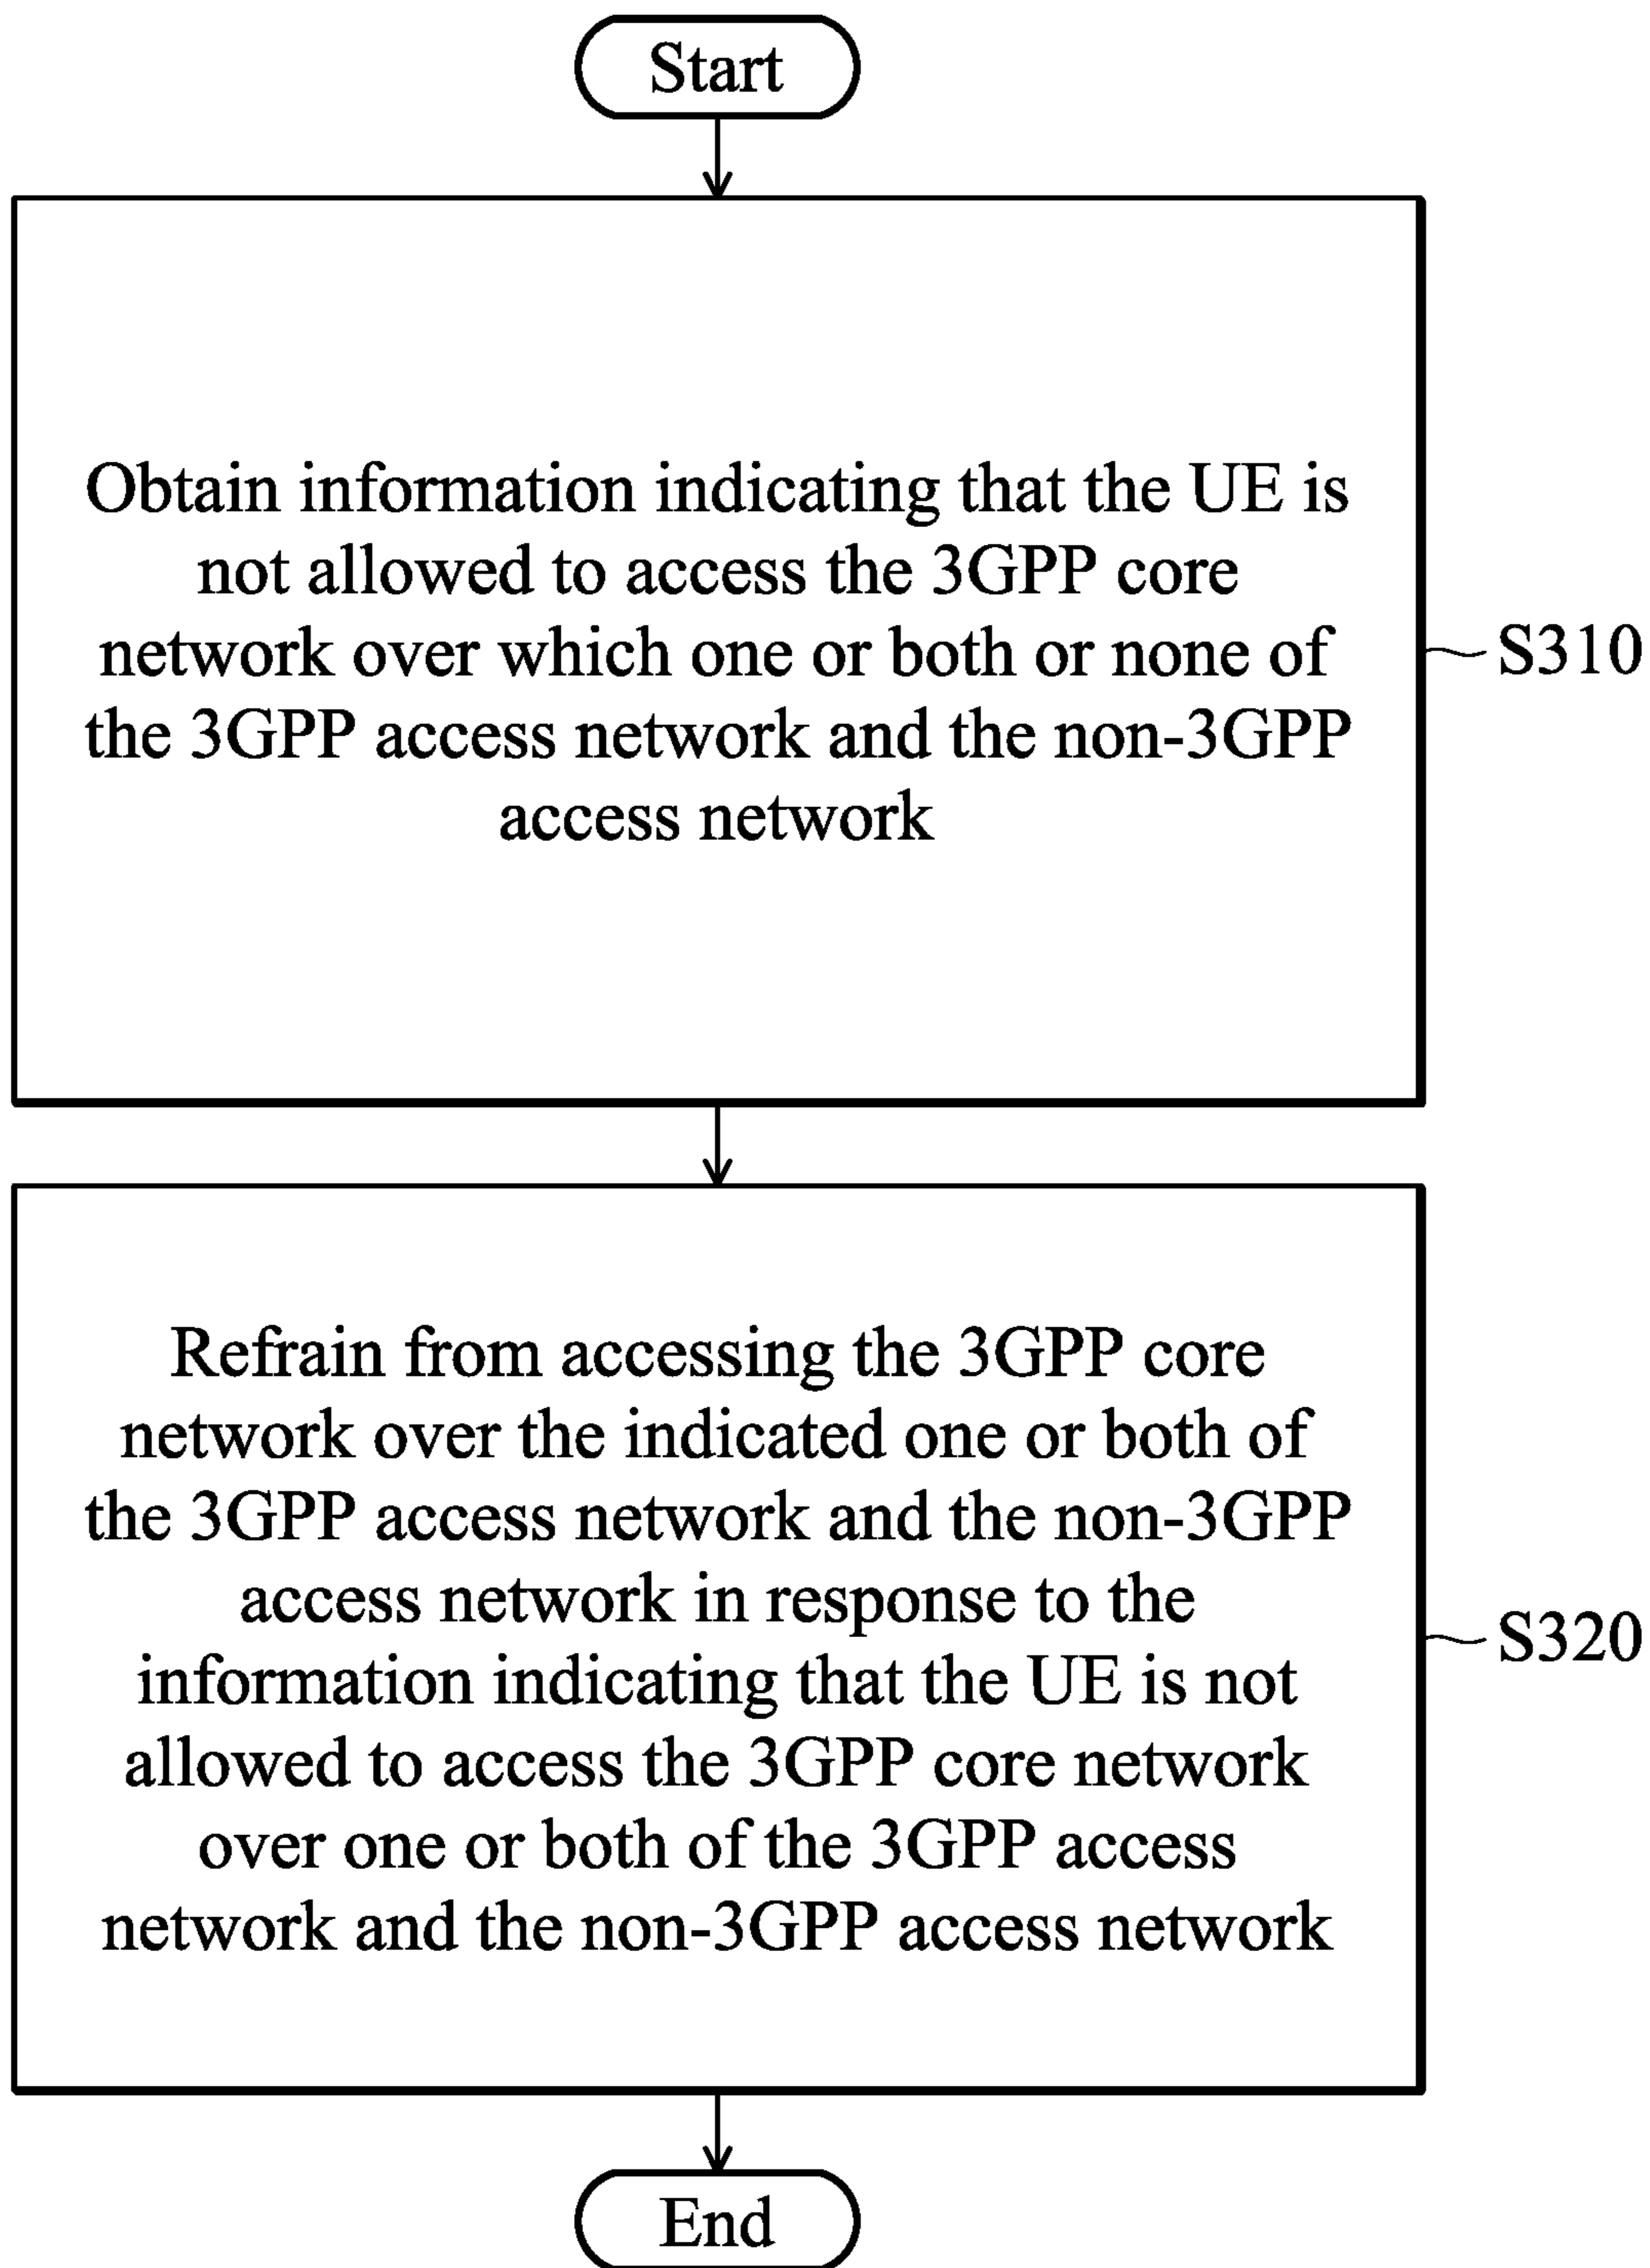 Start
Obtain information indicating that the UE is
not allowed to access the 3GPP core
network over which one or both or none of
the 3GPP access network and the non-3GPP
access network
S310
Refrain from accessing the 3GPP core
network over the indicated one or both of
the 3GPP access network and the non-3GPP
access network in response to the
information indicating that the UE is not
allowed to access the 3GPP core network
over one or both of the 3GPP access
network and the non-3GPP access network
S320
End